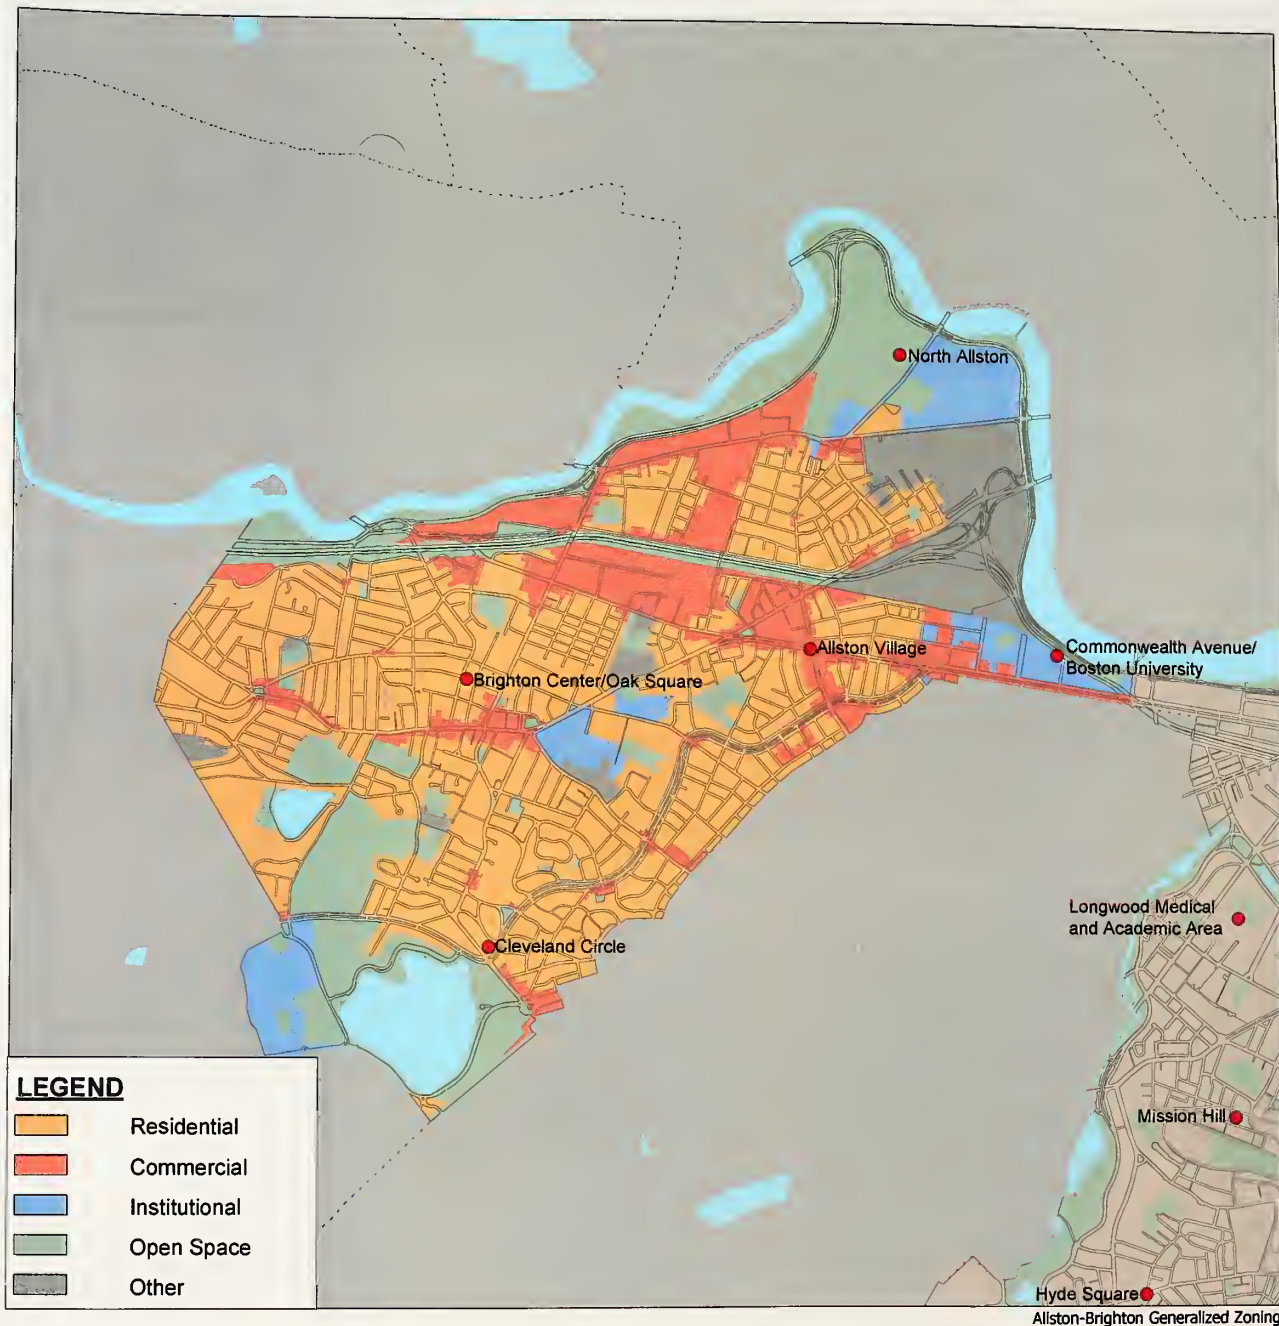 North Allston
Allston Village
Commonwealth Avenue/
Boston University
Brighton Center/Oak Square
Longwood Medical
and Academic Area
Cleveland Circle
Mission Hill
Hyde Square
LEGEND
Residential
Commercial
Institutional
Open Space
Other
Allston-Brighton Generalized Zoning